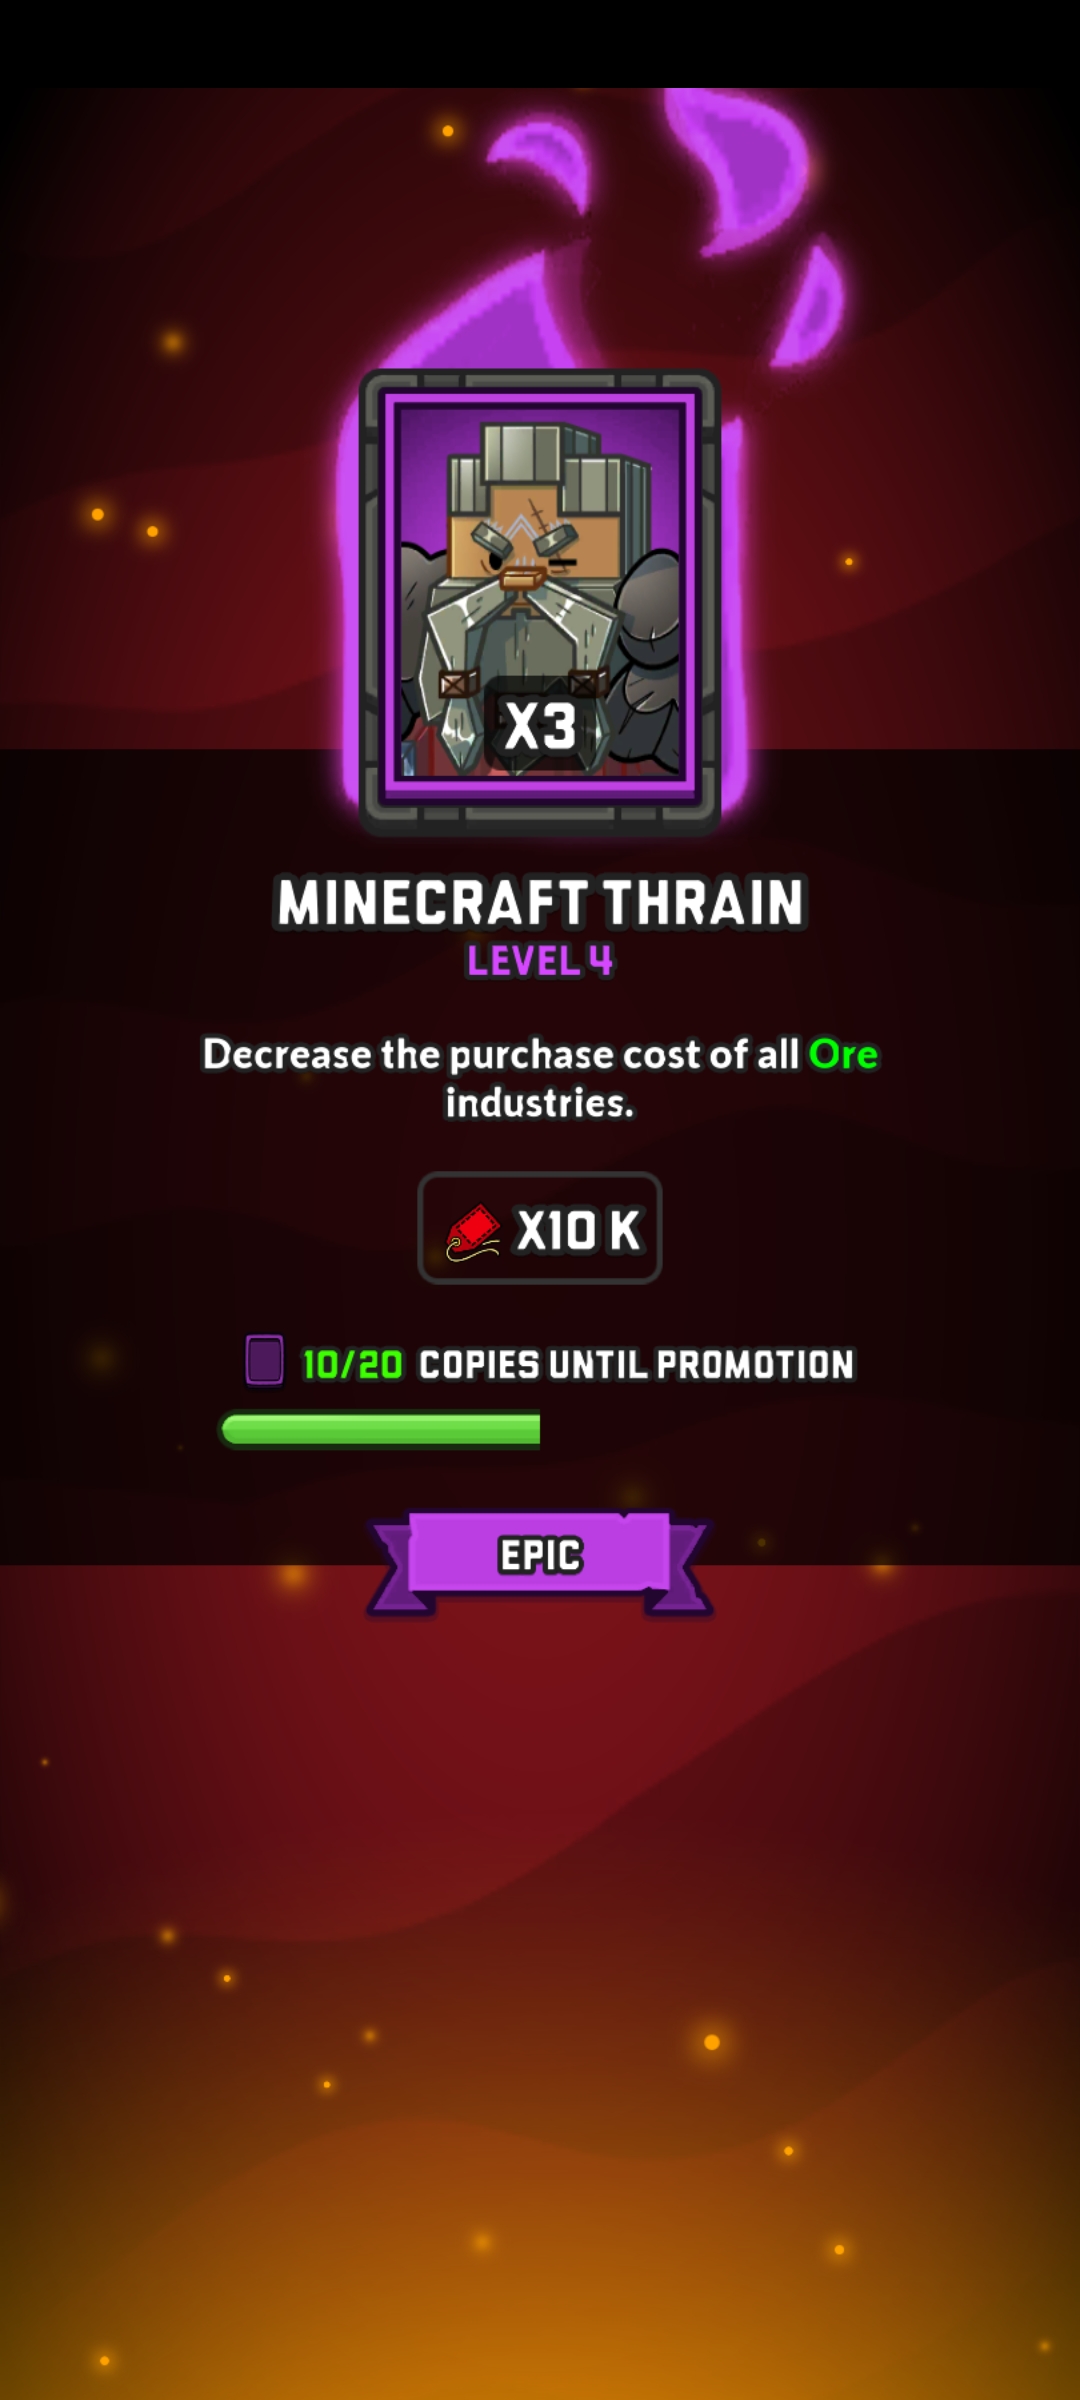 X3
MINECRAFT THRAIN
LEVEL 4
Decrease the purchase cost of all Ore
industries.
X10 K
10/20 COPIES UNTIL PROMOTION
EPIC